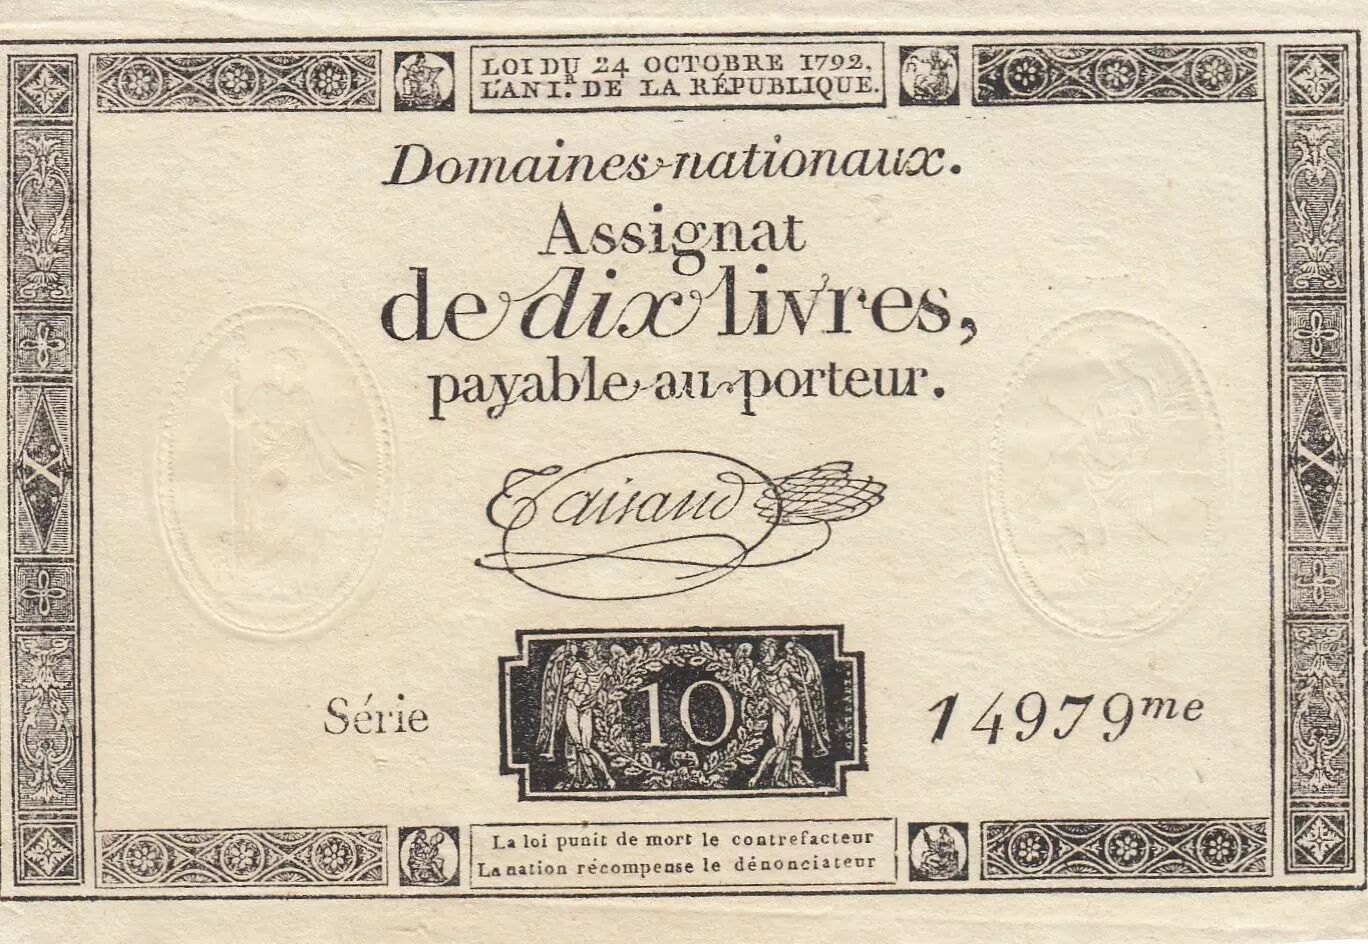 LOI DU 24 OCTOBRE 1792,
L'AN I.R DE LA RÉPUBLIQUE.
Domaines nationaux.
Assignat
de dix livres,
payable au porteur.
Taisaud
X
X
10
Série 14979me
La loi punit de mort le contrefacteur
La nation récompense le dénonciateur